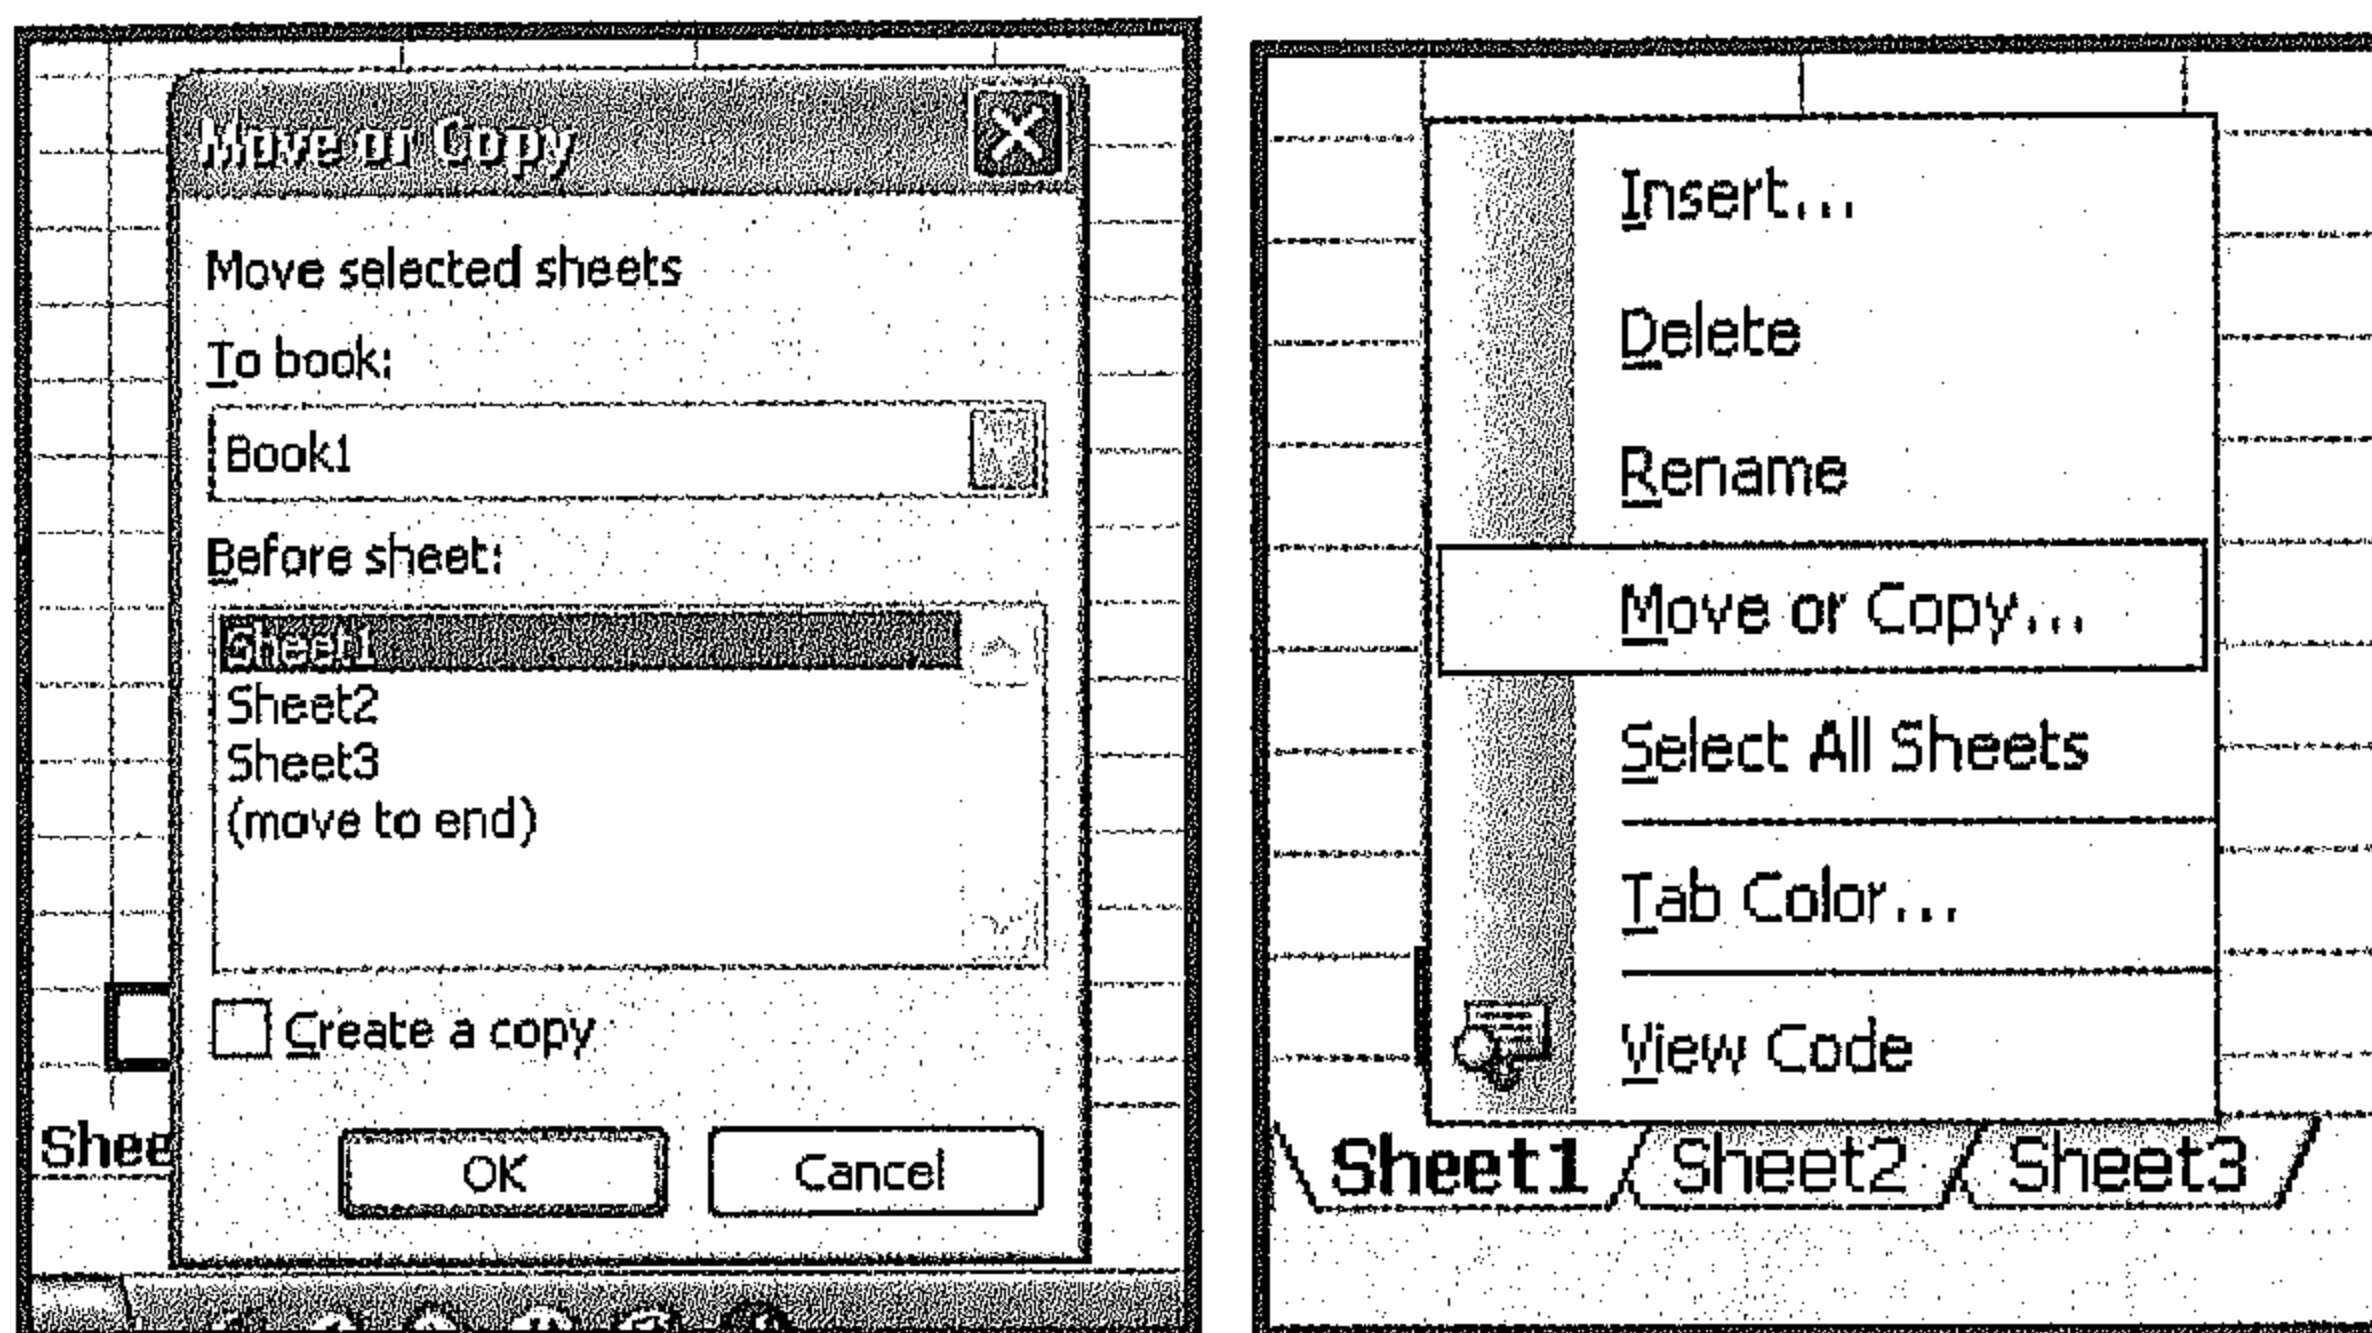 Move or Copy
Move selected sheets
To book:
Book1
Before sheet:
Sheet1
Sheet2
Sheet3
(move to end)
Create a copy
OK
Cancel
Shee
Insert...
Delete
Rename
Move or Copy...
Select All Sheets
Tab Color...
View Code
Sheet1
Sheet2
Sheet3